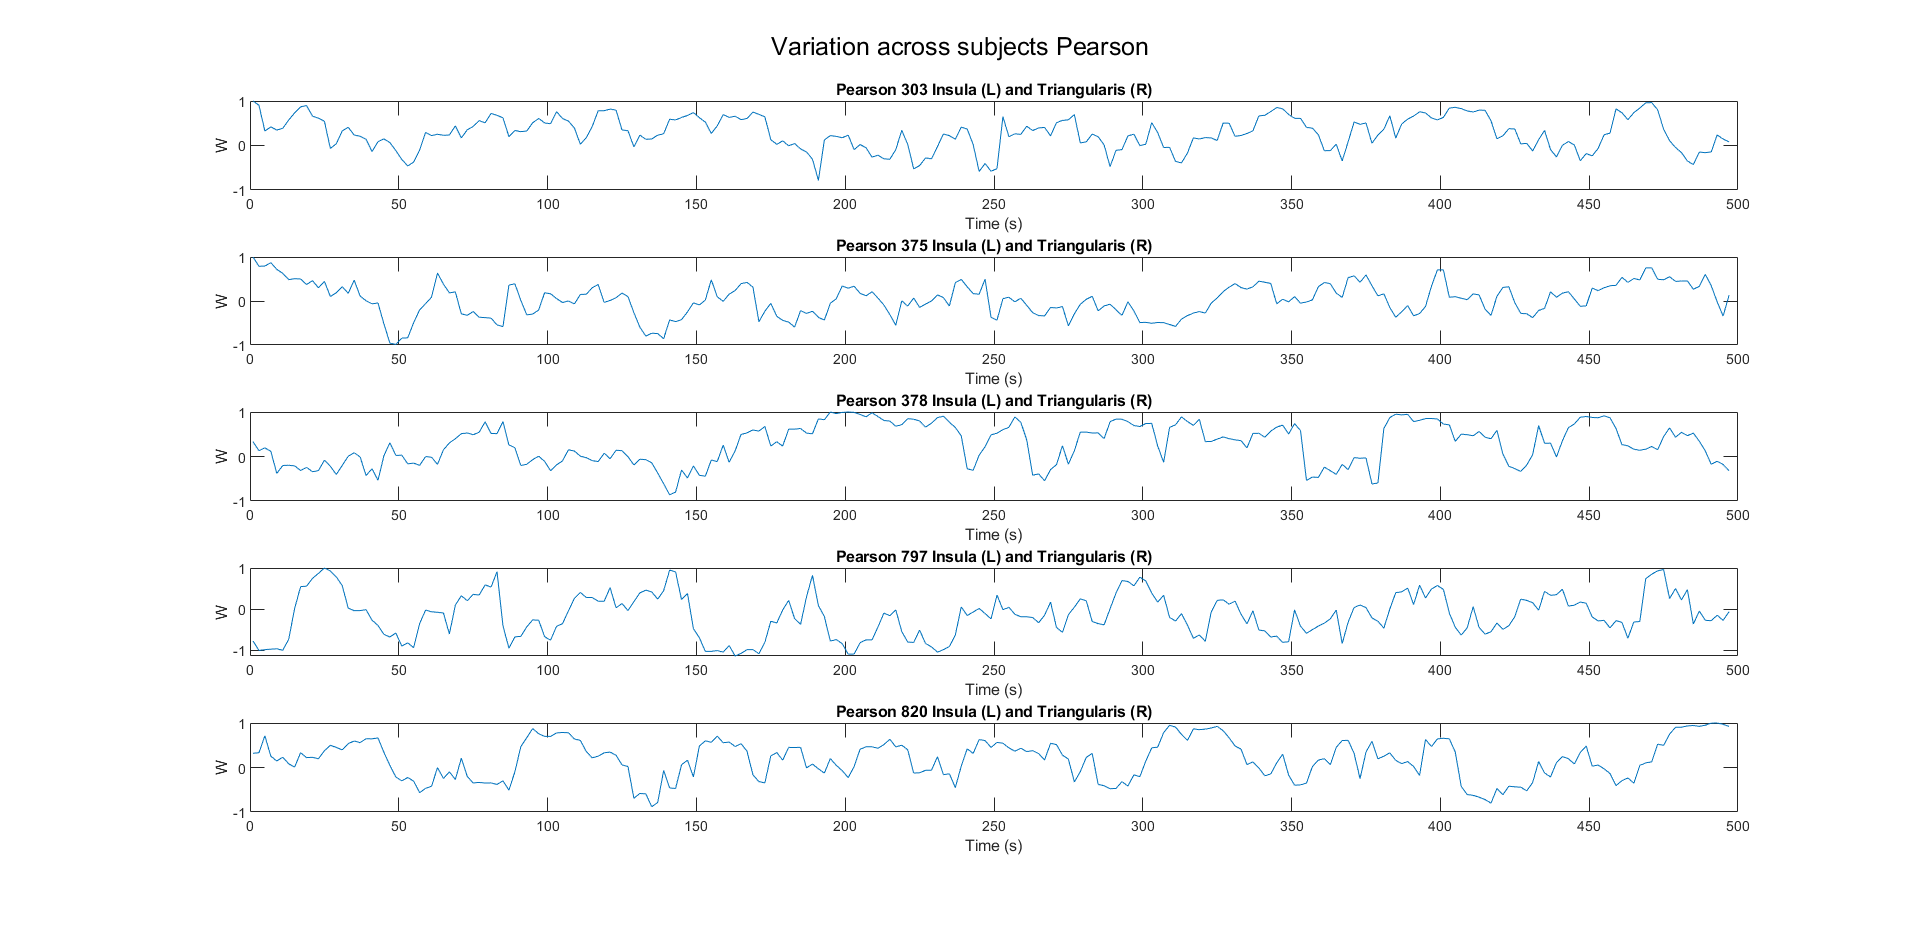 Variation across subjects Pearson
Pearson 303 Insula (L) and Triangularis (R)
1
0
-1
W
0 50 100 150 200 250 300 350 400 450 500
Time (s)
Pearson 375 Insula (L) and Triangularis (R)
1
0
-1
W
0 50 100 150 200 250 300 350 400 450 500
Time (s)
Pearson 378 Insula (L) and Triangularis (R)
1
0
-1
W
0 50 100 150 200 250 300 350 400 450 500
Time (s)
Pearson 797 Insula (L) and Triangularis (R)
1
0
-1
W
0 50 100 150 200 250 300 350 400 450 500
Time (s)
Pearson 820 Insula (L) and Triangularis (R)
1
0
-1
W
0 50 100 150 200 250 300 350 400 450 500
Time (s)